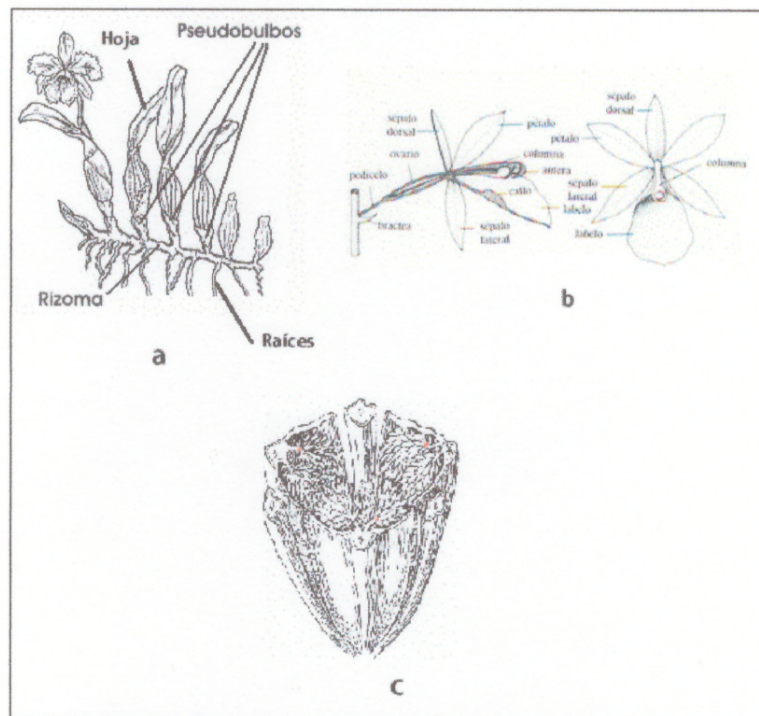 Pseudobulbos
Hoja
Rizoma
Raíces
a
sépalo
dorsal
pétalo
ovario
columna
antera
pedicelo
callo
labelo
bráctea
sépalo
lateral
sépalo
dorsal
pétalo
columna
sépalo
lateral
labelo
b
c